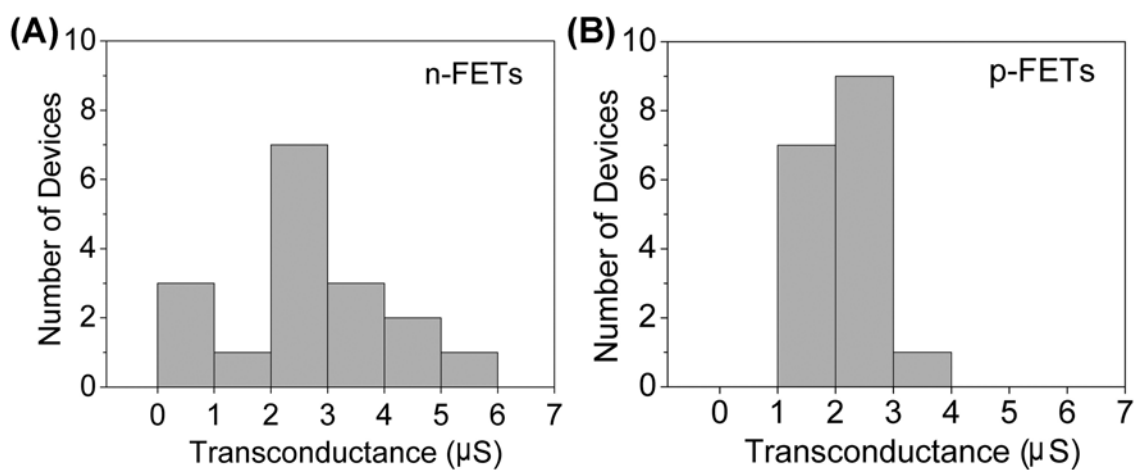 (A)
n-FETs
Number of Devices
10
8
6
4
2
0
0 1 2 3 4 5 6 7
Transconductance (µS)
(B)
p-FETs
Number of Devices
10
8
6
4
2
0
0 1 2 3 4 5 6 7
Transconductance (µS)